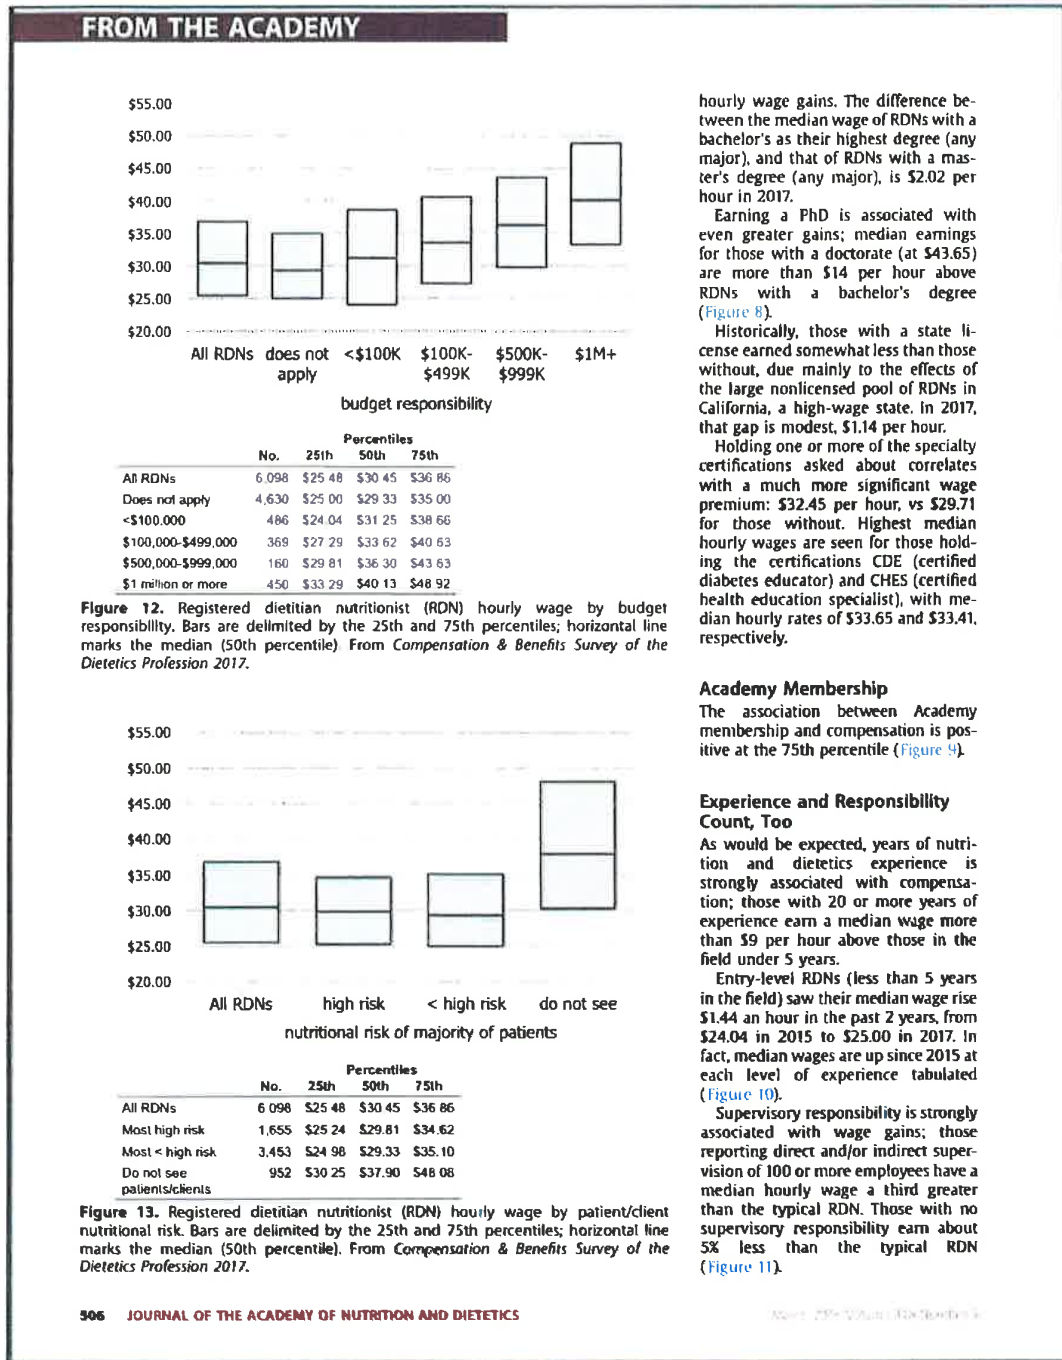 FROM THE ACADEMY
$55.00
$50.00
$45.00
$40.00
$35.00
$30.00
$25.00
$20.00
All RDNs does not apply <$100K $100K-$499K $500K-$999K $1M+
budget responsibility
Percentiles
No. 25th 50th 75th
All RDNs 6,098 $25 48 $30 45 $36 86
Does not apply 4,630 $25 00 $29 33 $35 00
<$100.000 486 $24.04 $31 25 $38 66
$100,000-$499,000 369 $27 29 $33 62 $40 63
$500,000-$999,000 160 $29 81 $36 30 $43 63
$1 million or more 450 $33 29 $40 13 $48 92
Figure 12. Registered dietitian nutritionist (RDN) hourly wage by budget
responsibility. Bars are delimited by the 25th and 75th percentiles; horizontal line
marks the median (50th percentile) From Compensation & Benefits Survey of the
Dietetics Profession 2017.
$55.00
$50.00
$45.00
$40.00
$35.00
$30.00
$25.00
$20.00
All RDNs high risk < high risk do not see
nutritional risk of majority of patients
Percentiles
No. 25th 50th 75th
All RDNs 6 098 $25 48 $30 45 $36 86
Most high risk 1,655 $25 24 $29.81 $34.62
Most < high risk 3,453 $24 98 $29.33 $35.10
Do not see 952 $30 25 $37.90 $48 08
patients/clients
Figure 13. Registered dietitian nutritionist (RDN) hourly wage by patient/client
nutritional risk. Bars are delimited by the 25th and 75th percentiles; horizontal line
marks the median (50th percentile). From Compensation & Benefits Survey of the
Dietetics Profession 2017.
hourly wage gains. The difference be-
tween the median wage of RDNs with a
bachelor's as their highest degree (any
major), and that of RDNs with a mas-
ter's degree (any major), is $2.02 per
hour in 2017.
Earning a PhD is associated with
even greater gains; median earnings
for those with a doctorate (at $43.65)
are more than $14 per hour above
RDNs with a bachelor's degree
(Figure 8).
Historically, those with a state li-
cense earned somewhat less than those
without, due mainly to the effects of
the large nonlicensed pool of RDNs in
California, a high-wage state. In 2017,
that gap is modest, $1.14 per hour.
Holding one or more of the specialty
certifications asked about correlates
with a much more significant wage
premium: $32.45 per hour, vs $29.71
for those without. Highest median
hourly wages are seen for those hold-
ing the certifications CDE (certified
diabetes educator) and CHES (certified
health education specialist), with me-
dian hourly rates of $33.65 and $33.41,
respectively.
Academy Membership
The association between Academy
membership and compensation is pos-
itive at the 75th percentile (Figure 9).
Experience and Responsibility
Count, Too
As would be expected, years of nutri-
tion and dietetics experience is
strongly associated with compensa-
tion; those with 20 or more years of
experience earn a median wage more
than $9 per hour above those in the
field under 5 years.
Entry-level RDNs (less than 5 years
in the field) saw their median wage rise
$1.44 an hour in the past 2 years, from
$24.04 in 2015 to $25.00 in 2017. In
fact, median wages are up since 2015 at
each level of experience tabulated
(Figure 10).
Supervisory responsibility is strongly
associated with wage gains; those
reporting direct and/or indirect super-
vision of 100 or more employees have a
median hourly wage a third greater
than the typical RDN. Those with no
supervisory responsibility earn about
5% less than the typical RDN
(Figure 11).
506 JOURNAL OF THE ACADEMY OF NUTRITION AND DIETETICS